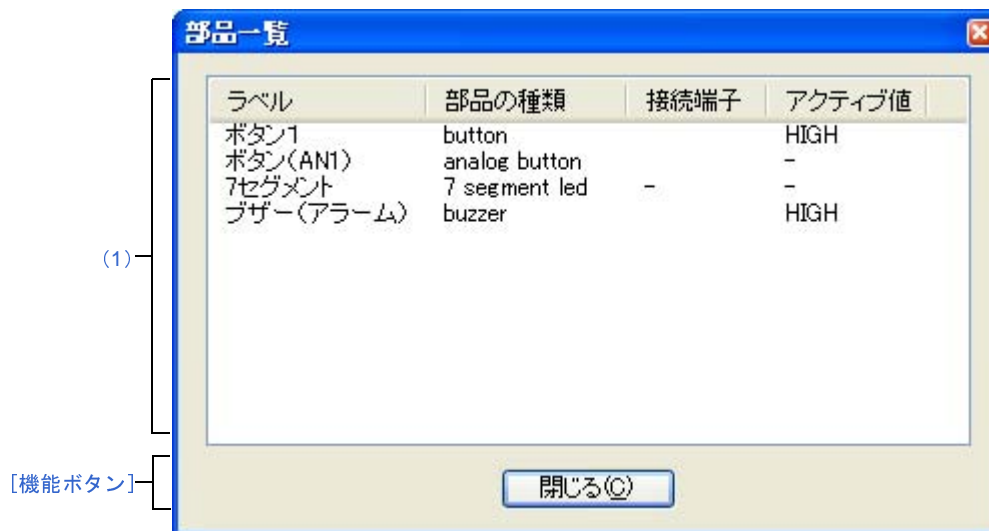 部品一覧
ラベル 部品の種類 接続端子 アクティブ値
ボタン1 button HIGH
ボタン(AN1) analog button -
7セグメント 7 segment led - -
ブザー(アラーム) buzzer HIGH
(1)
[機能ボタン]
閉じる(C)